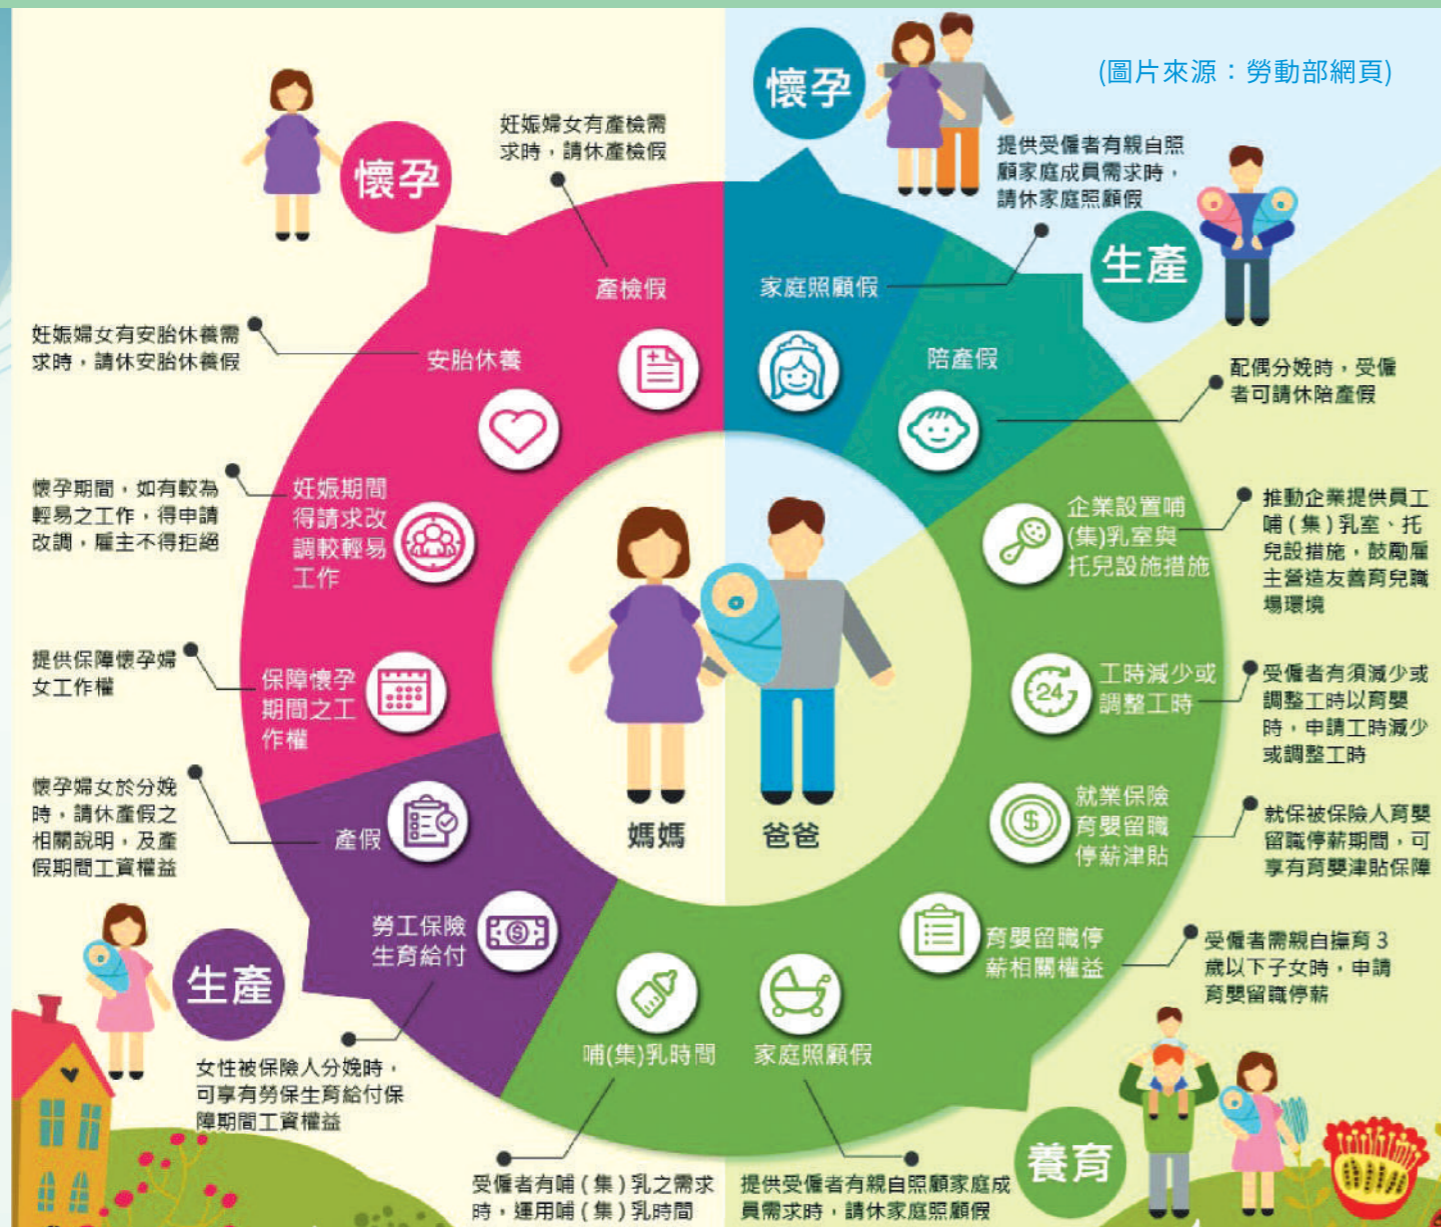 (圖片來源：勞動部網頁)
懷孕
妊娠婦女有產檢需
求時，請休產檢假
產檢假
妊娠婦女有安胎休養需
求時，請休安胎休養假
安胎休養
懷孕期間，如有較為
輕易之工作，得申請
改調，雇主不得拒絕
妊娠期間
得請求改
調較輕易
工作
提供保障懷孕婦
女工作權
保障懷孕
期間之工
作權
懷孕婦女於分娩
時，請休產假之
相關說明，及產
假期間工資權益
產假
勞工保險
生育給付
生產
女性被保險人分娩時，
可享有勞保生育給付保
障期間工資權益
懷孕
提供受僱者有親自照
顧家庭成員需求時，
請休家庭照顧假
家庭照顧假
生產
陪產假
配偶分娩時，受僱
者可請休陪產假
企業設置哺
(集)乳室與
托兒設施措施
推動企業提供員工
哺(集)乳室、托
兒設措施，鼓勵雇
主營造友善育兒職
場環境
24
工時減少或
調整工時
受僱者有須減少或
調整工時以育嬰
時，申請工時減少
或調整工時
就業保險
育嬰留職
停薪津貼
就保被保險人育嬰
留職停薪期間，可
享有育嬰津貼保障
育嬰留職停
薪相關權益
受僱者需親自撫育3
歲以下子女時，申請
育嬰留職停薪
媽媽
爸爸
哺(集)乳時間
家庭照顧假
養育
受僱者有哺(集)乳之需求
時，運用哺(集)乳時間
提供受僱者有親自照顧家庭成
員需求時，請休家庭照顧假